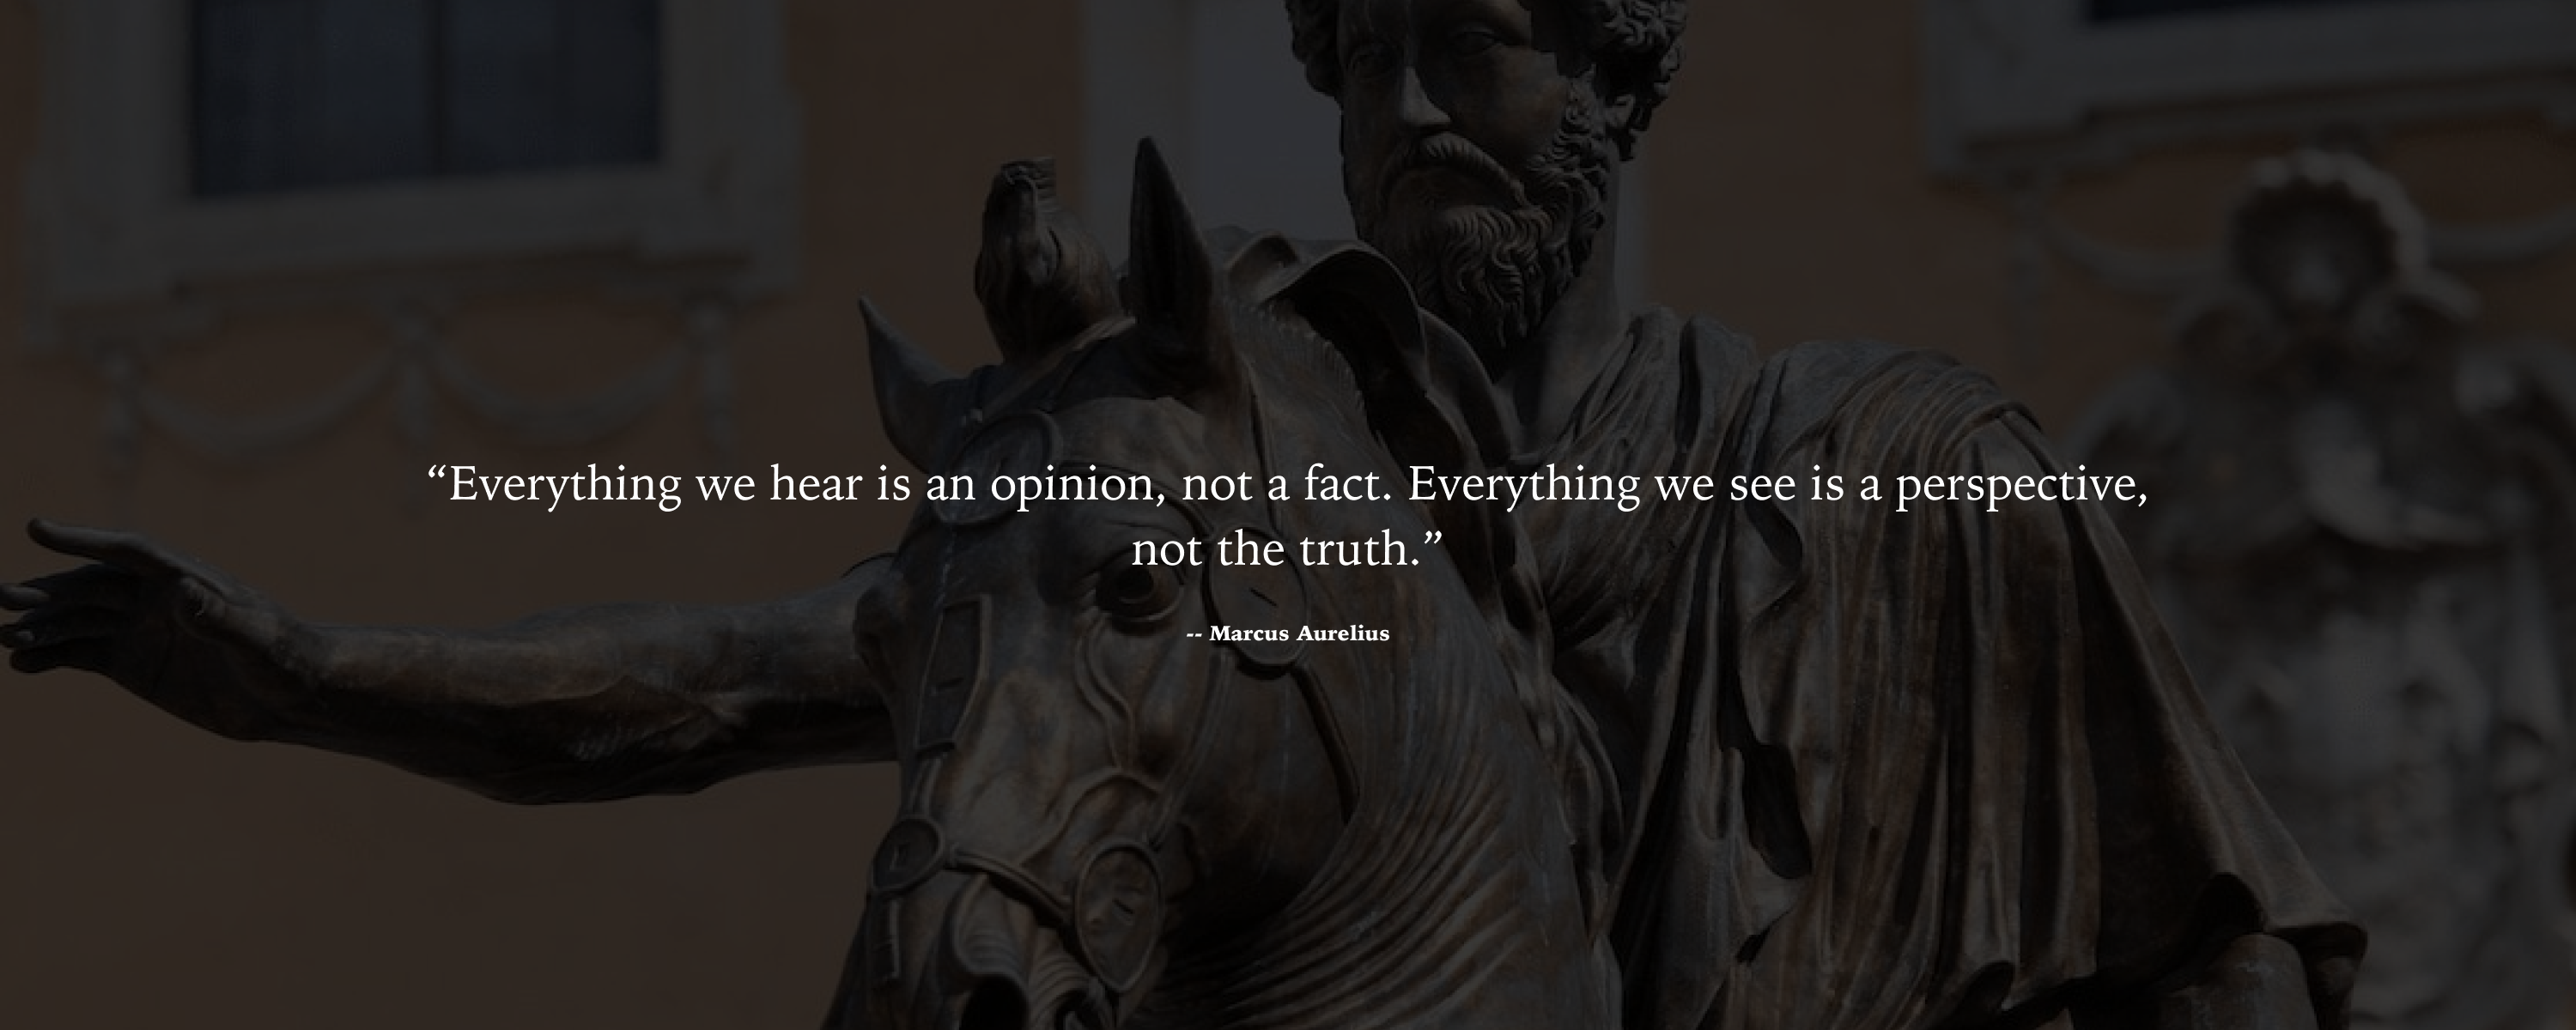 “Everything we hear is an opinion, not a fact. Everything we see is a perspective,
not the truth.”
-- Marcus Aurelius